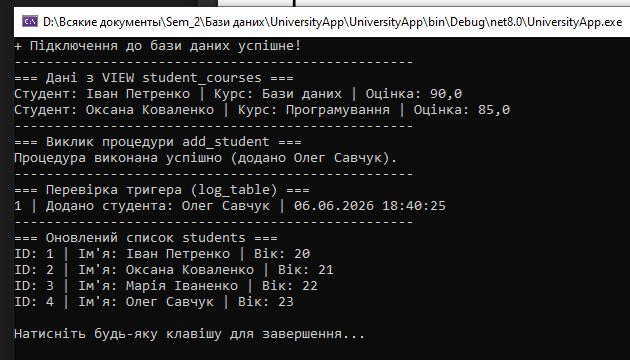 D:\Всякие документы\Sem_2\Бази даних\UniversityApp\UniversityApp\bin\Debug\net8.0\UniversityApp.exe
+ Підключення до бази даних успішне!
--------------------------------------------------
=== Дані з VIEW student_courses ===
Студент: Іван Петренко | Курс: Бази даних | Оцінка: 90,0
Студент: Оксана Коваленко | Курс: Програмування | Оцінка: 85,0
--------------------------------------------------
=== Виклик процедури add_student ===
Процедура виконана успішно (додано Олег Савчук).
--------------------------------------------------
=== Перевірка тригера (log_table) ===
1 | Додано студента: Олег Савчук | 06.06.2026 18:40:25
--------------------------------------------------
=== Оновлений список students ===
ID: 1 | Ім'я: Іван Петренко | Вік: 20
ID: 2 | Ім'я: Оксана Коваленко | Вік: 21
ID: 3 | Ім'я: Марія Іваненко | Вік: 22
ID: 4 | Ім'я: Олег Савчук | Вік: 23
Натисніть будь-яку клавішу для завершення...